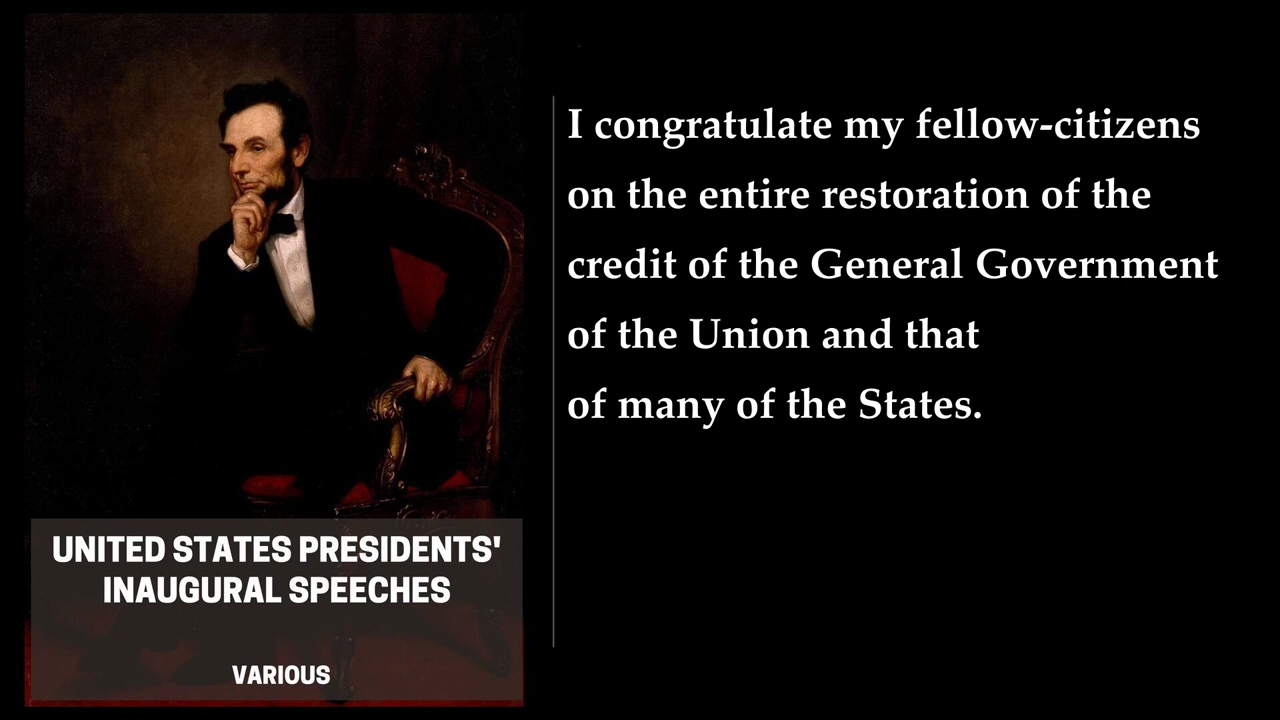 I congratulate my fellow-citizens
on the entire restoration of the
credit of the General Government
of the Union and that
of many of the States.
UNITED STATES PRESIDENTS'
INAUGURAL SPEECHES
VARIOUS